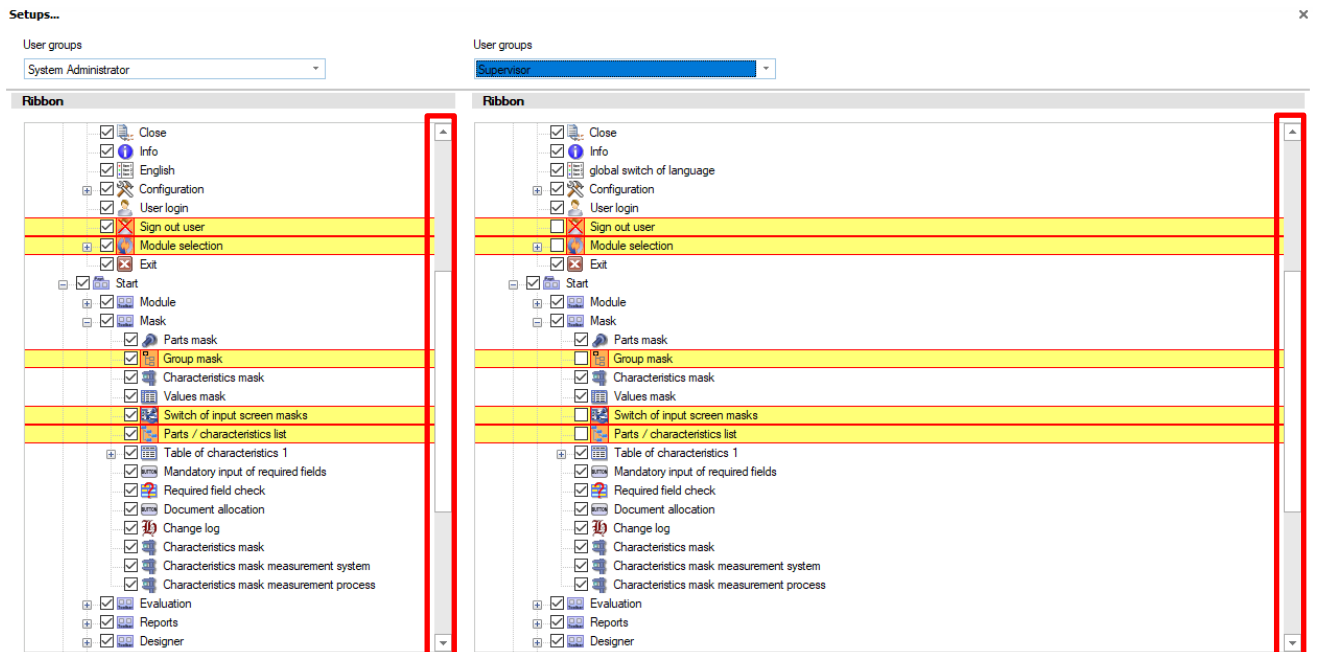 Setups...
User groups
User groups
System Administrator
Supervisor
Ribbon
Ribbon
Close
Info
English
Configuration
User login
Sign out user
Module selection
Exit
Start
Module
Mask
Parts mask
Group mask
Characteristics mask
Values mask
Switch of input screen masks
Parts / characteristics list
Table of characteristics 1
Mandatory input of required fields
Required field check
Document allocation
Change log
Characteristics mask
Characteristics mask measurement system
Characteristics mask measurement process
Evaluation
Reports
Designer
Close
Info
global switch of language
Configuration
User login
Sign out user
Module selection
Exit
Start
Module
Mask
Parts mask
Group mask
Characteristics mask
Values mask
Switch of input screen masks
Parts / characteristics list
Table of characteristics 1
Mandatory input of required fields
Required field check
Document allocation
Change log
Characteristics mask
Characteristics mask measurement system
Characteristics mask measurement process
Evaluation
Reports
Designer